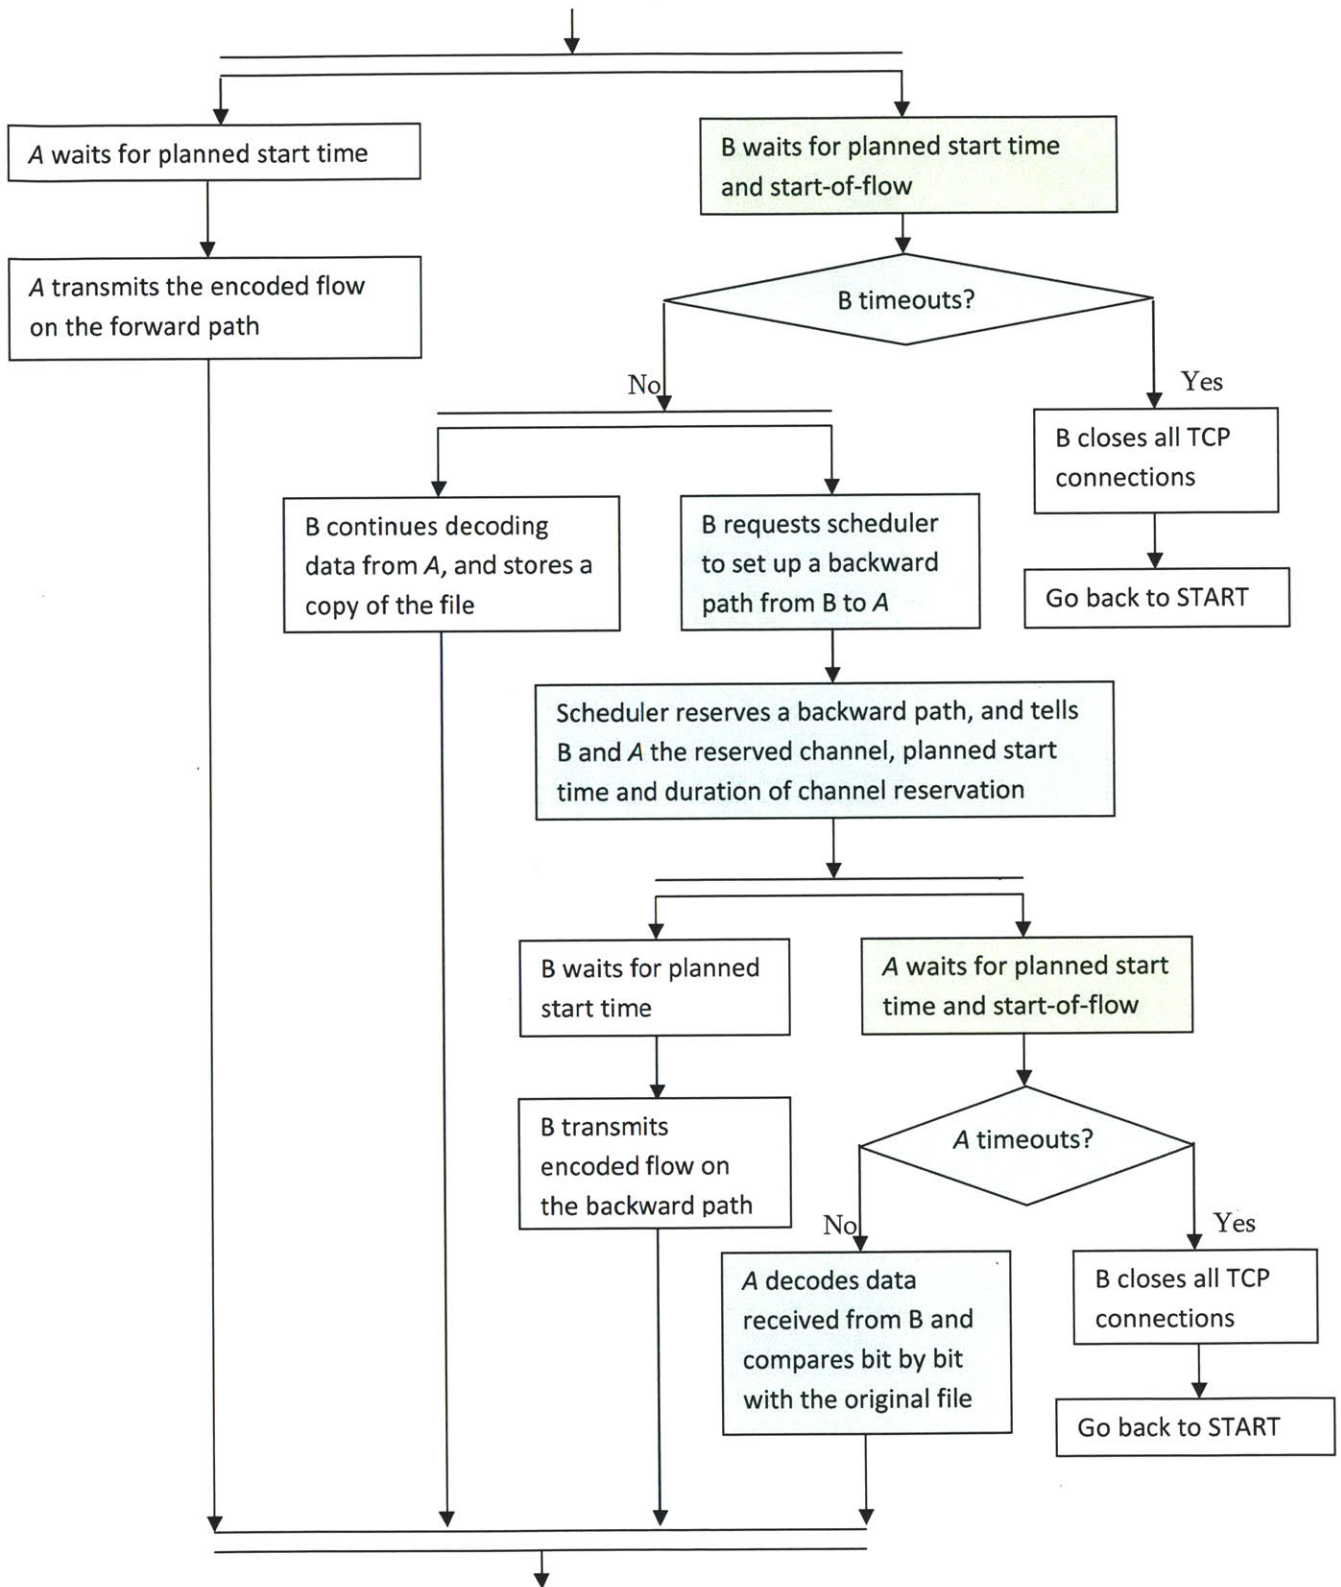 A waits for planned start time
B waits for planned start time
and start-of-flow
A transmits the encoded flow
on the forward path
B timeouts?
No
Yes
B closes all TCP
connections
B continues decoding
data from A, and stores a
copy of the file
B requests scheduler
to set up a backward
path from B to A
Go back to START
Scheduler reserves a backward path, and tells
B and A the reserved channel, planned start
time and duration of channel reservation
B waits for planned
start time
A waits for planned start
time and start-of-flow
B transmits
encoded flow on
the backward path
A timeouts?
No
Yes
A decodes data
received from B and
compares bit by bit
with the original file
B closes all TCP
connections
Go back to START